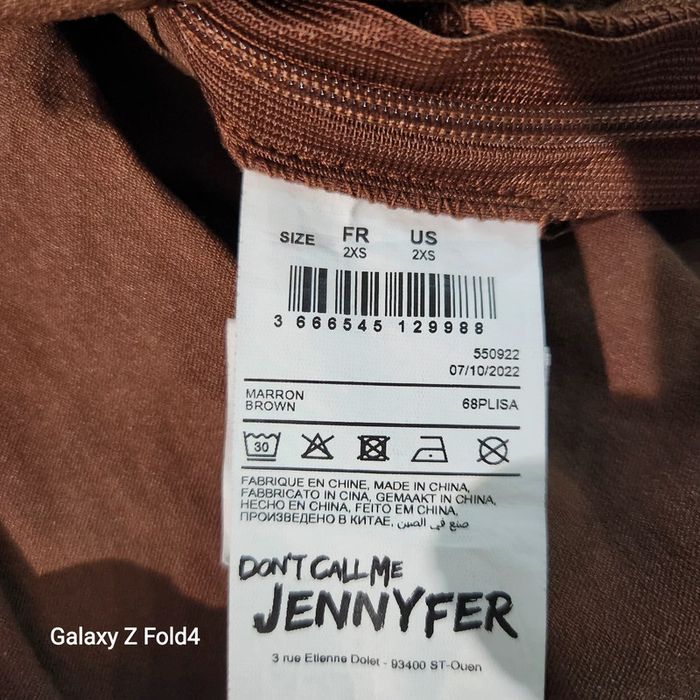 SIZE FR US
2XS 2XS
3 666545 129988
550922
07/10/2022
MARRON
BROWN 68PLISA
30
FABRIQUE EN CHINE, MADE IN CHINA,
FABBRICATO IN CINA, GEMAAKT IN CHINA,
HECHO EN CHINA, FEITO EM CHINA.
ПРОИЗВЕДЕНО В КИТАЕ, صنع في الصين
DON'T CALL ME
JENNYFER
3 rue Etienne Dolet - 93400 ST-Ouen
Galaxy Z Fold4